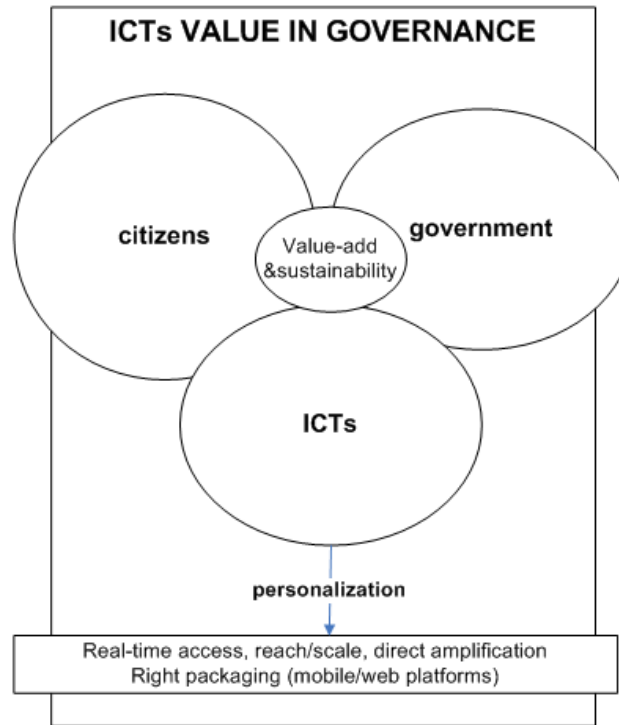 ICTs VALUE IN GOVERNANCE
citizens
government
Value-add
&sustainability
ICTs
personalization
Real-time access, reach/scale, direct amplification
Right packaging (mobile/web platforms)